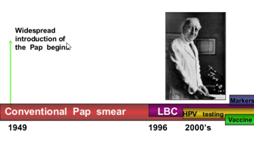 Widespread
introduction of
the Pap begins
Markers
Conventional Pap smear
LBC
HPV testing
Vaccine
1949
1996
2000's